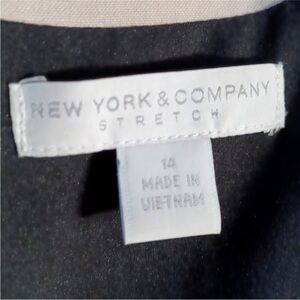 NEW YORK & COMPANY
STRETCH
14
MADE IN
VIETNAM